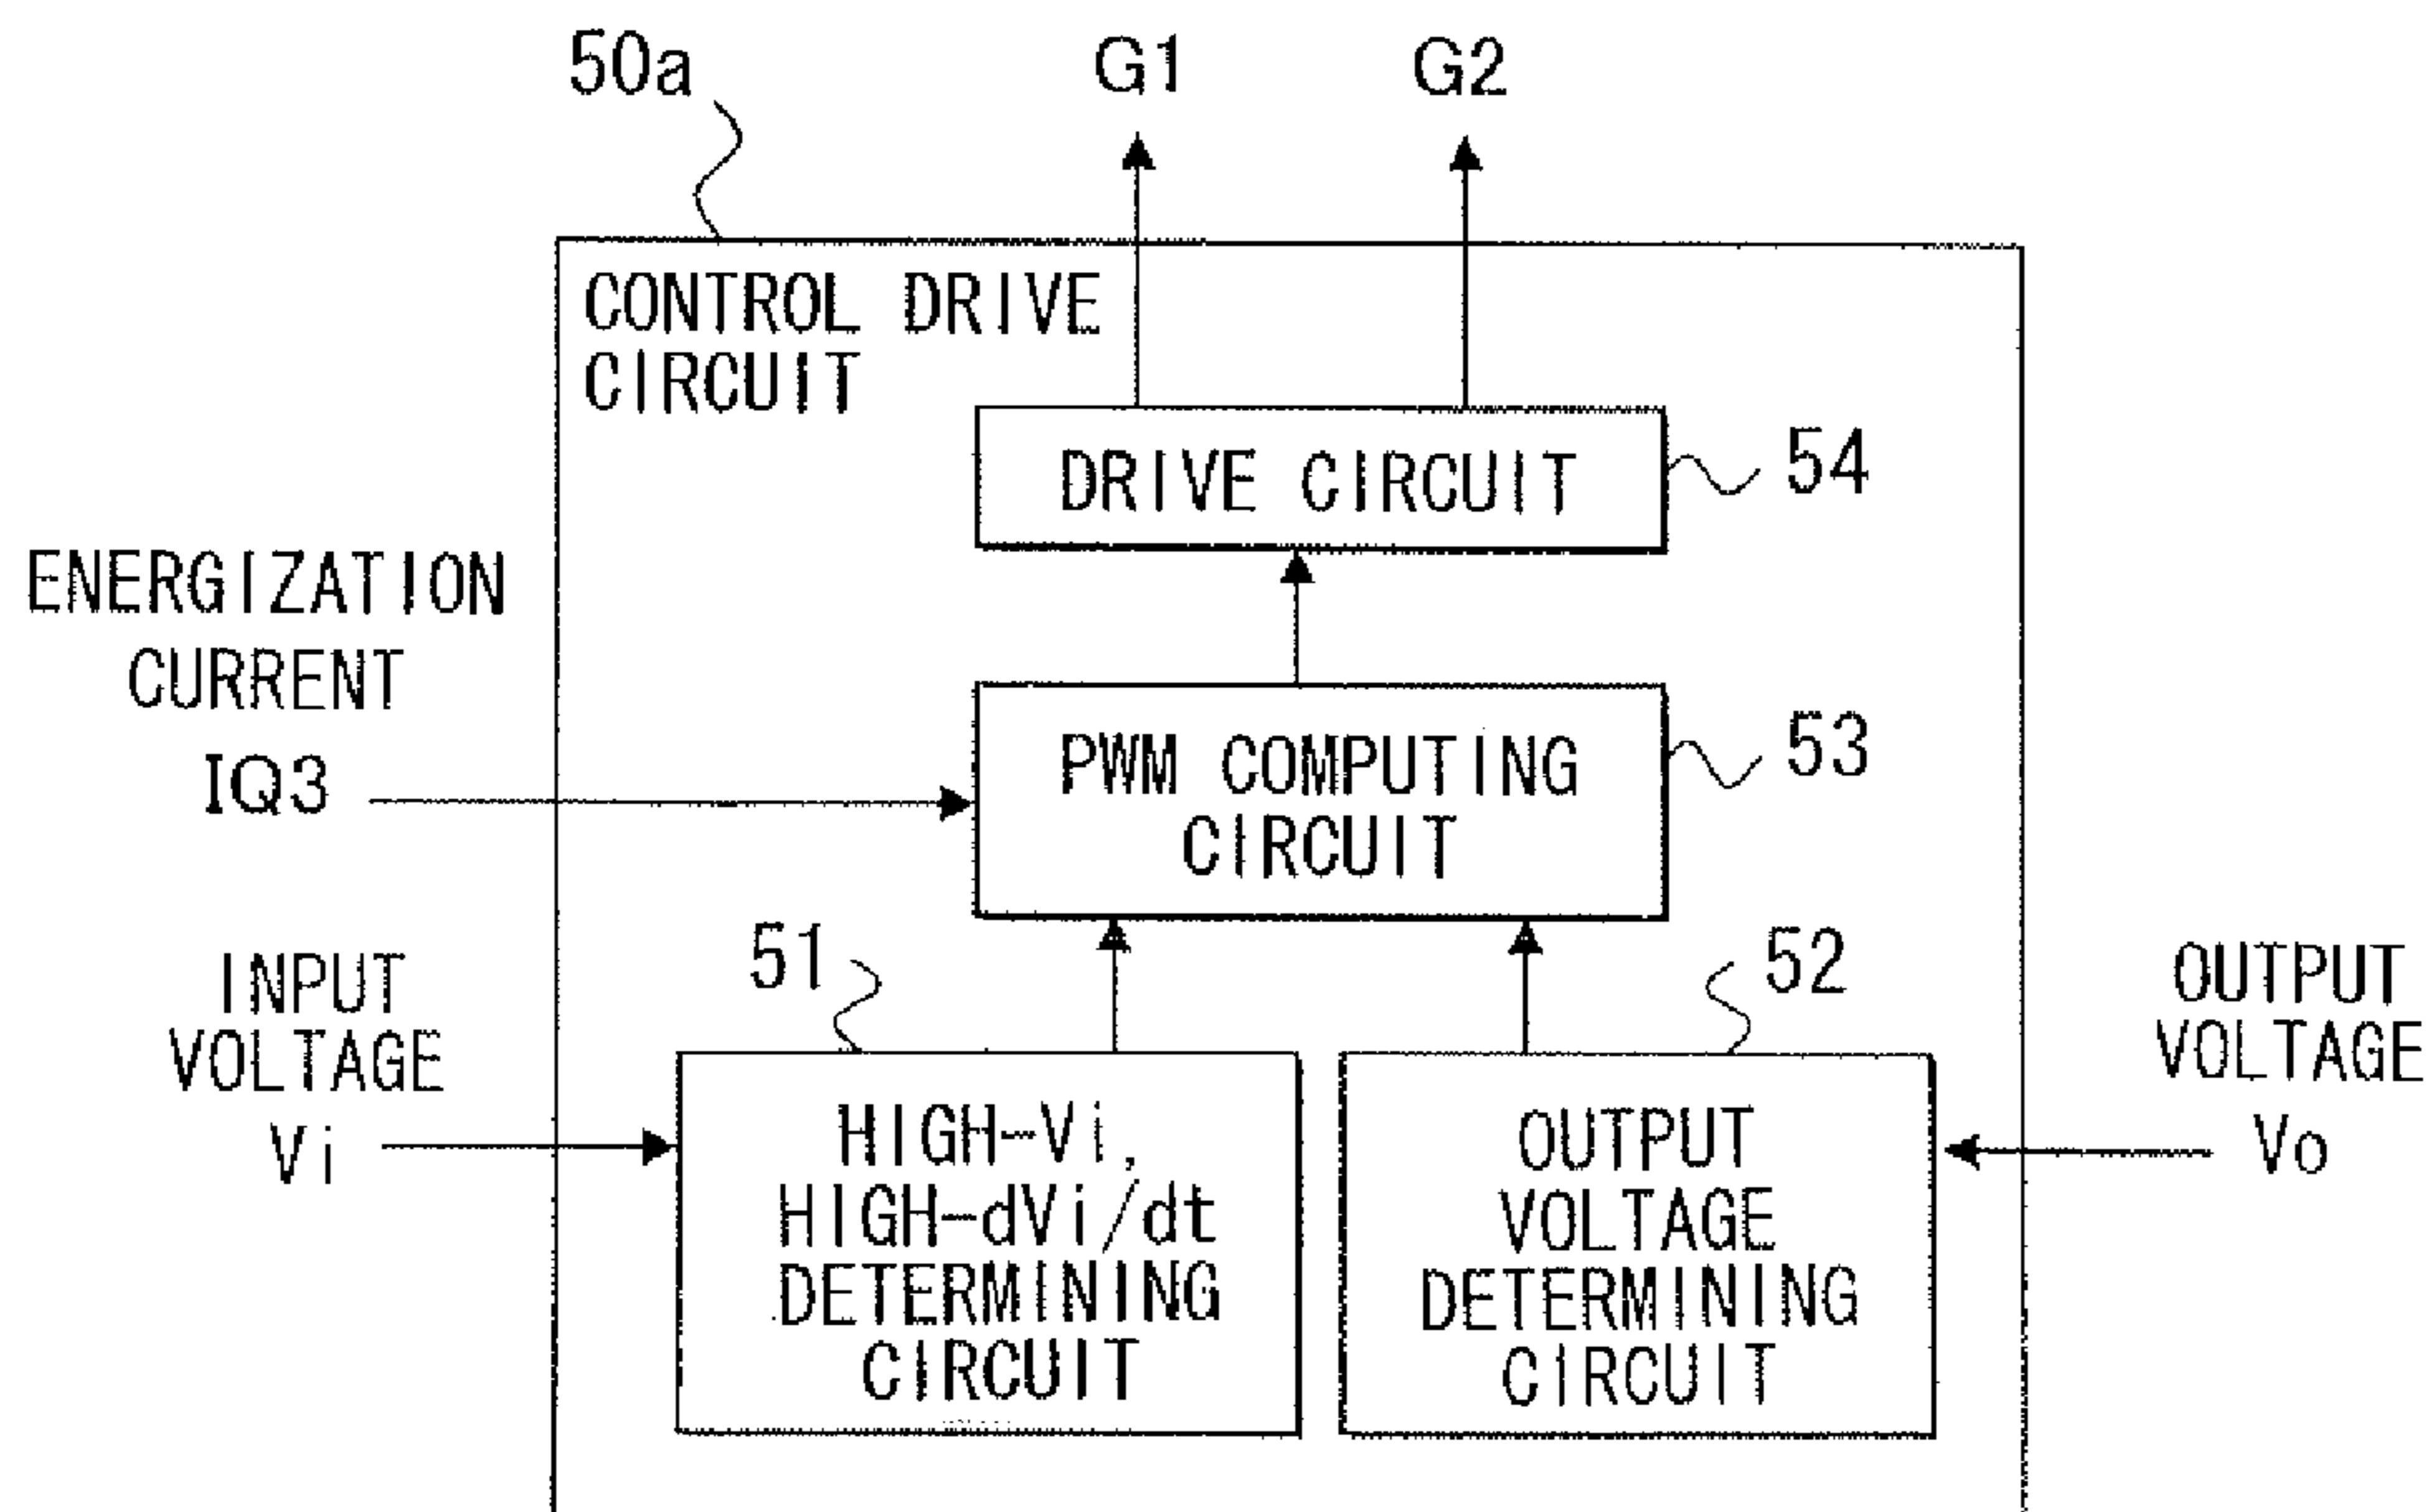 50a
G1
G2
CONTROL DRIVE
CIRCUIT
DRIVE CIRCUIT
54
ENERGIZATION
CURRENT
IQ3
PWM COMPUTING
CIRCUIT
53
INPUT
VOLTAGE
Vi
51
HIGH-Vi,
HIGH-dVi/dt
DETERMINING
CIRCUIT
52
OUTPUT
VOLTAGE
DETERMINING
CIRCUIT
OUTPUT
VOLTAGE
Vo